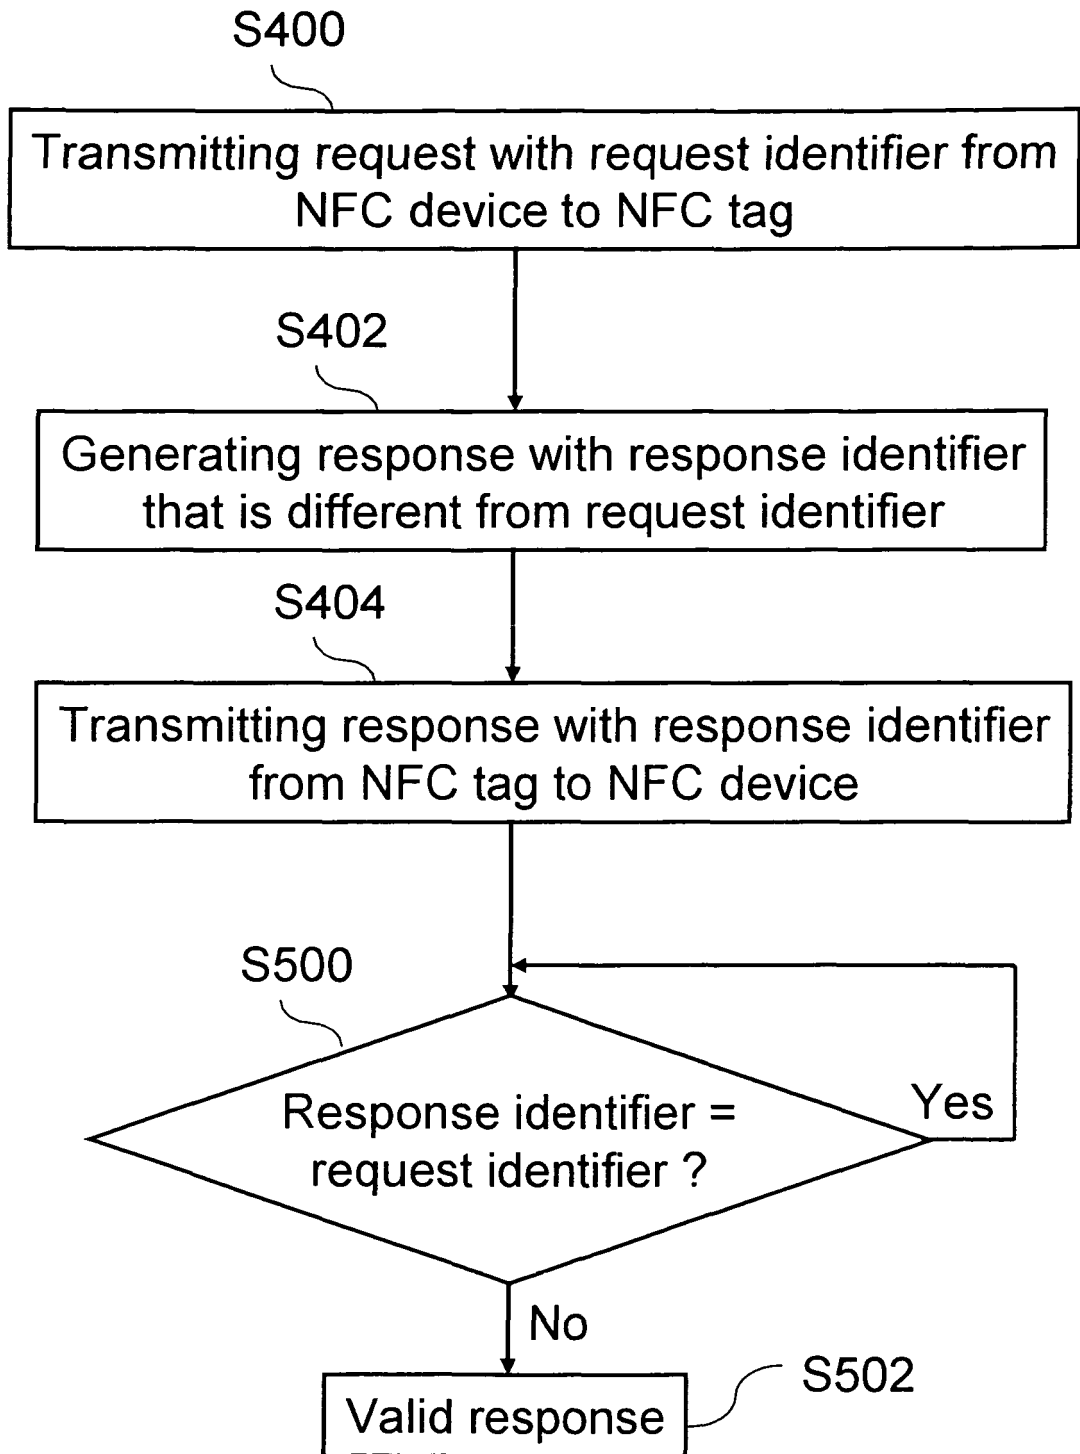 S400
Transmitting request with request identifier from
NFC device to NFC tag
S402
Generating response with response identifier
that is different from request identifier
S404
Transmitting response with response identifier
from NFC tag to NFC device
S500
Response identifier =
request identifier ?
Yes
No
S502
Valid response